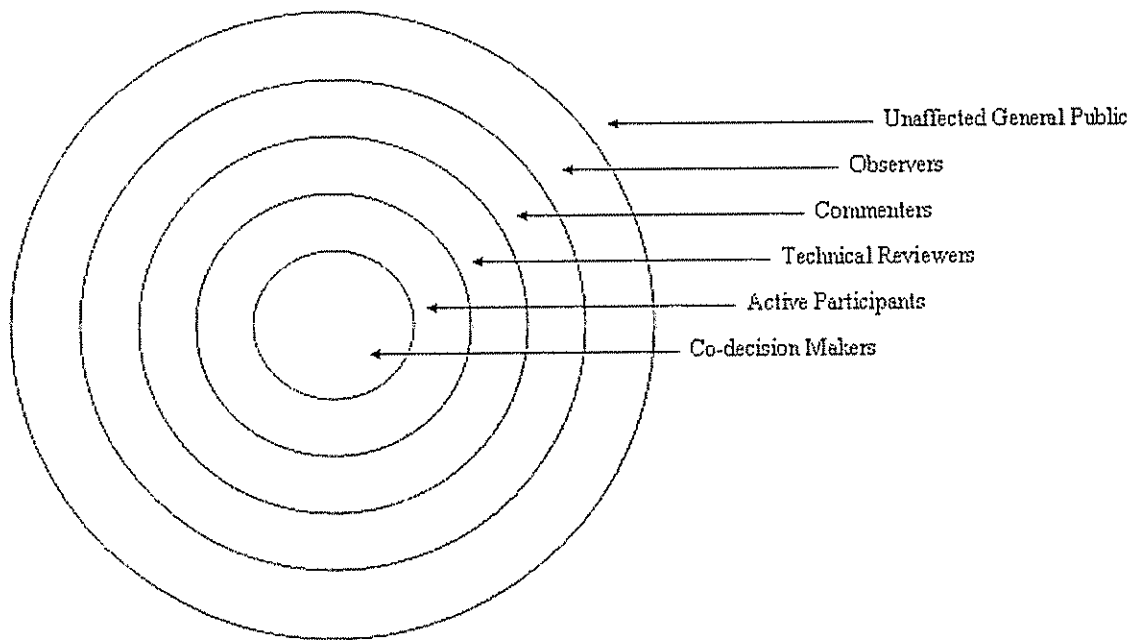 Unaffected General Public
Observers
Commenters
Technical Reviewers
Active Participants
Co-decision Makers